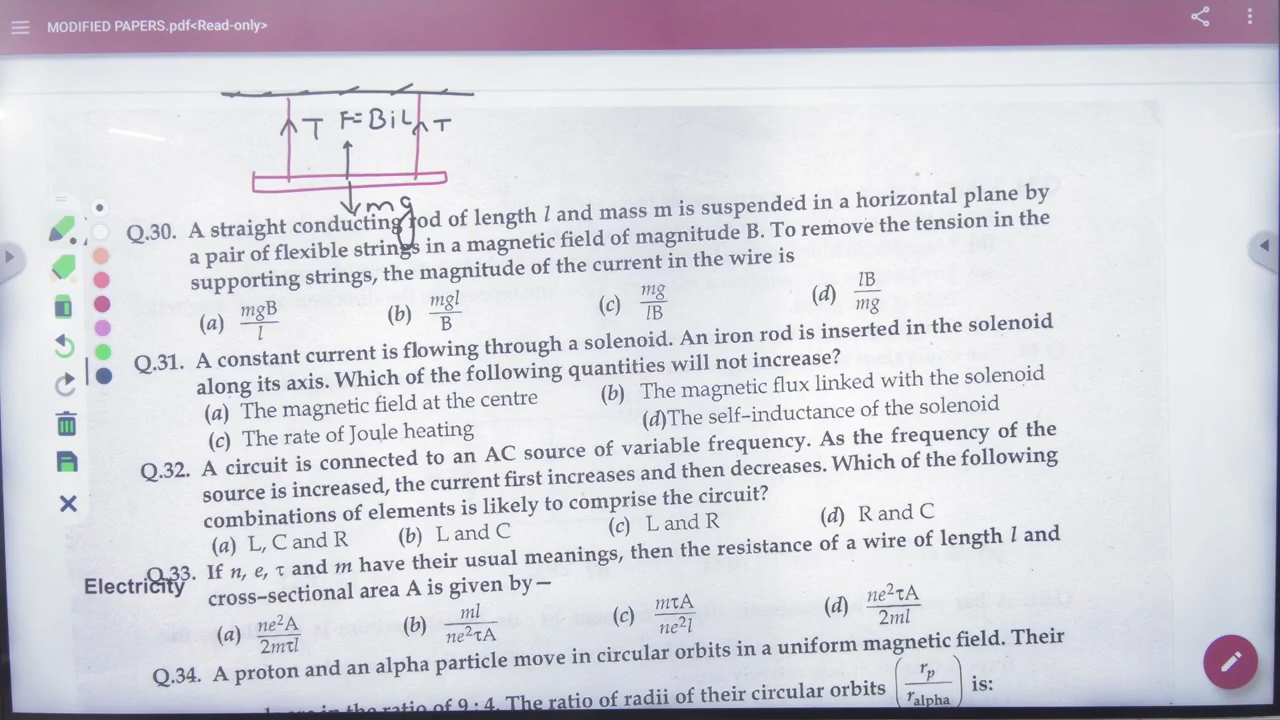 MODIFIED PAPERS.pdf<Read-only>
T F=BiL T
mg
Q.30. A straight conducting rod of length l and mass m is suspended in a horizontal plane by
a pair of flexible strings in a magnetic field of magnitude B. To remove the tension in the
supporting strings, the magnitude of the current in the wire is
(a) mgB/l (b) mgl/B (c) mg/lB (d) lB/mg
Q.31. A constant current is flowing through a solenoid. An iron rod is inserted in the solenoid
along its axis. Which of the following quantities will not increase?
(a) The magnetic field at the centre (b) The magnetic flux linked with the solenoid
(c) The rate of Joule heating (d)The self-inductance of the solenoid
Q.32. A circuit is connected to an AC source of variable frequency. As the frequency of the
source is increased, the current first increases and then decreases. Which of the following
combinations of elements is likely to comprise the circuit?
(a) L, C and R (b) L and C (c) L and R (d) R and C
Q.33. If n, e, τ and m have their usual meanings, then the resistance of a wire of length l and
Electricity cross-sectional area A is given by—
(a) ne²A/2mτl (b) ml/ne²τA (c) mτA/ne²l (d) ne²τA/2ml
Q.34. A proton and an alpha particle move in circular orbits in a uniform magnetic field. Their
in the ratio of 9 : 4. The ratio of radii of their circular orbits (rp/ralpha) is: